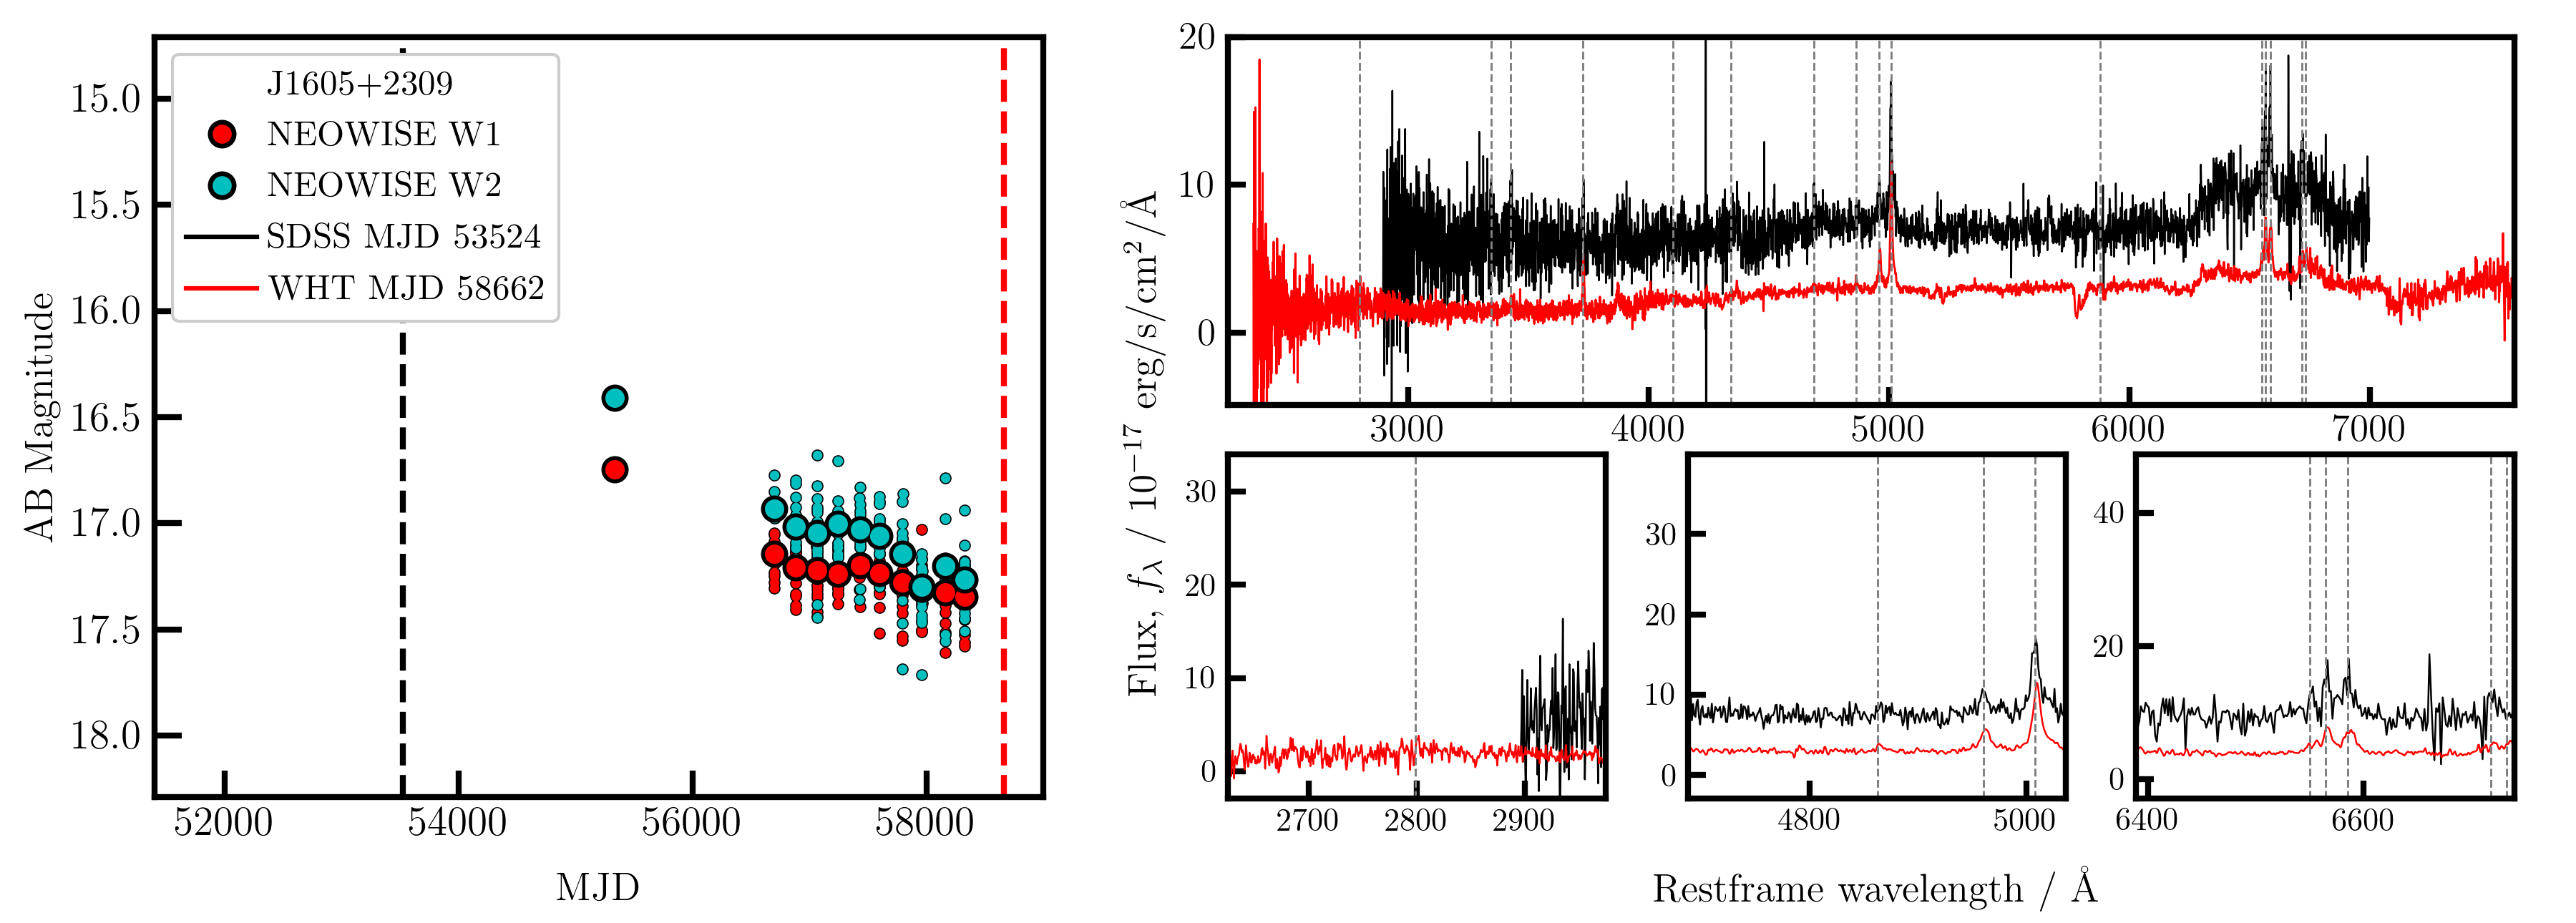 J1605+2309
NEOWISE W1
NEOWISE W2
SDSS MJD 53524
WHT MJD 58662
AB Magnitude
15.0
15.5
16.0
16.5
17.0
17.5
18.0
52000 54000 56000 58000
MJD
Flux, f_λ / 10^−17 erg/s/cm^2/Å
20
10
0
3000 4000 5000 6000 7000
30
20
10
0
2700 2800 2900
30
20
10
0
4800 5000
40
20
0
6400 6600
Restframe wavelength / Å